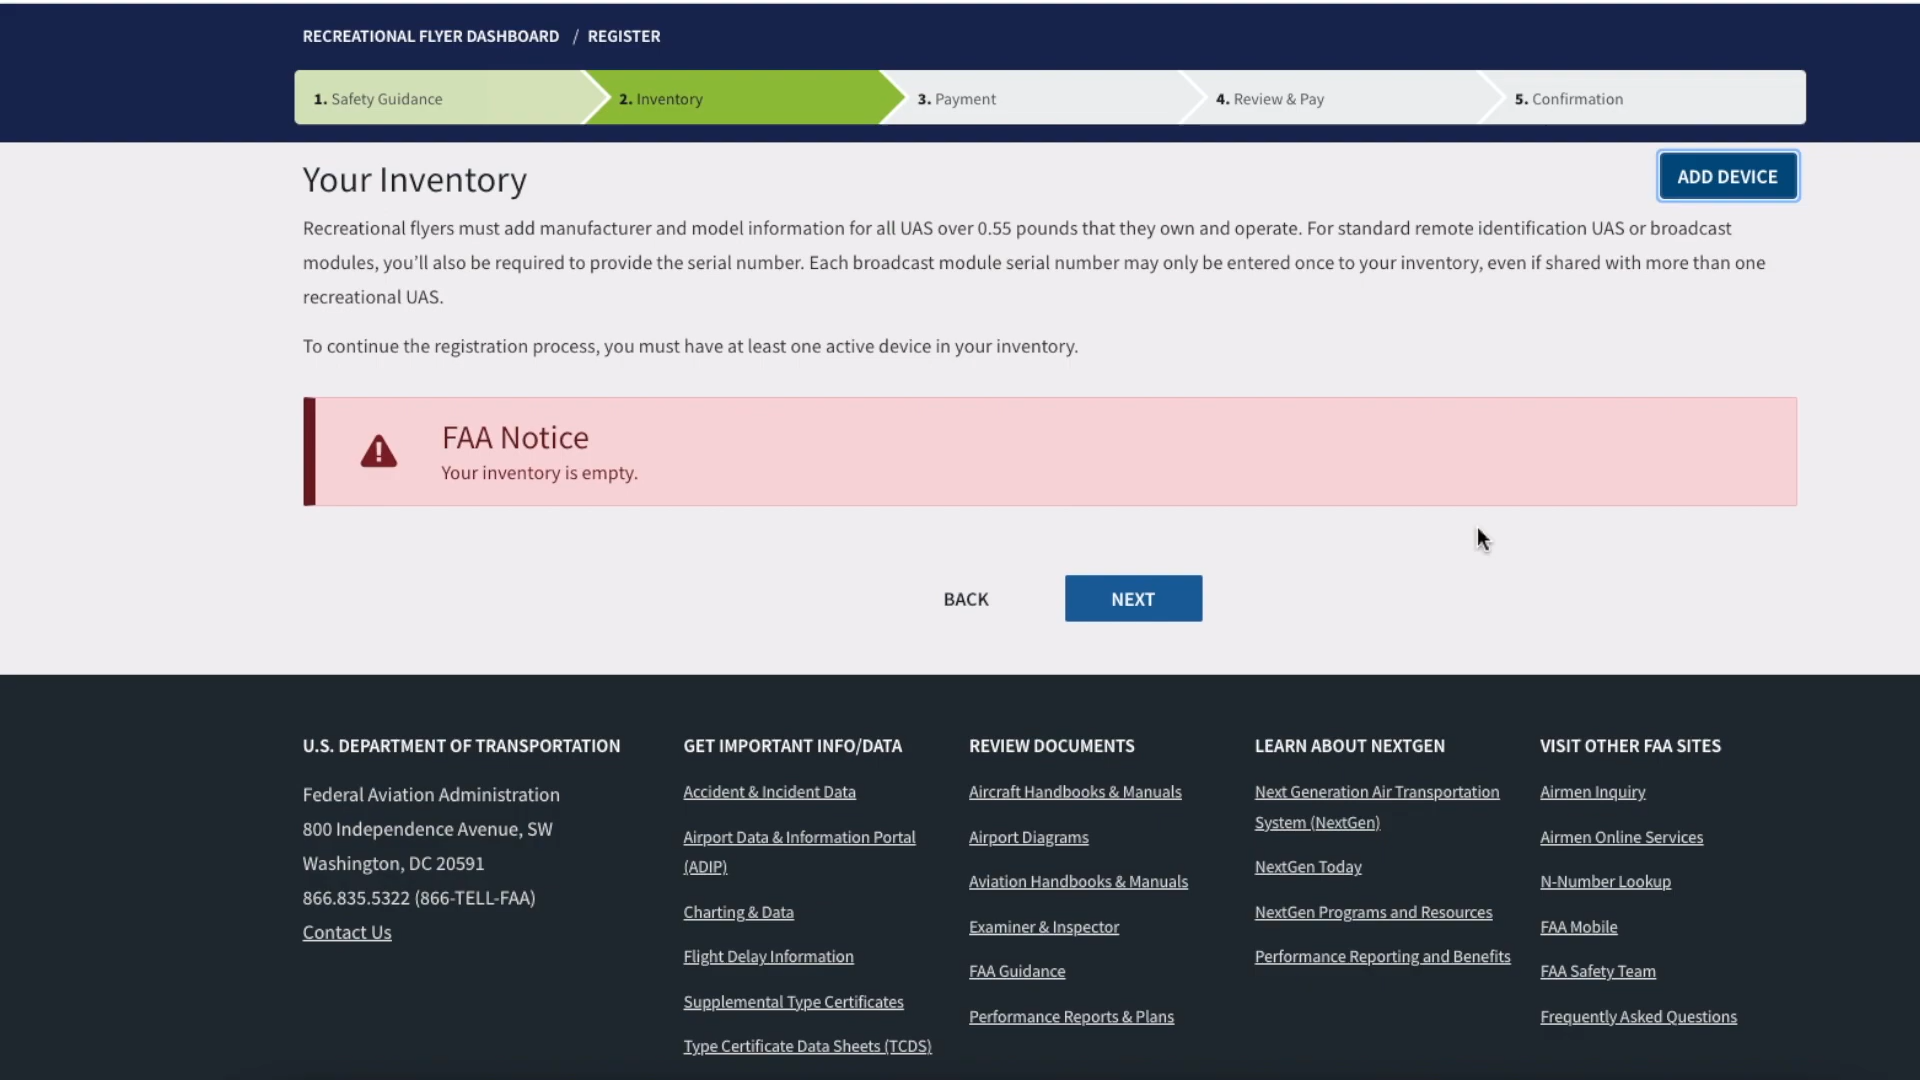 RECREATIONAL FLYER DASHBOARD / REGISTER
1. Safety Guidance
2. Inventory
3. Payment
4. Review & Pay
5. Confirmation
Your Inventory
ADD DEVICE
Recreational flyers must add manufacturer and model information for all UAS over 0.55 pounds that they own and operate. For standard remote identification UAS or broadcast
modules, you’ll also be required to provide the serial number. Each broadcast module serial number may only be entered once to your inventory, even if shared with more than one
recreational UAS.
To continue the registration process, you must have at least one active device in your inventory.
FAA Notice
Your inventory is empty.
BACK
NEXT
U.S. DEPARTMENT OF TRANSPORTATION
Federal Aviation Administration
800 Independence Avenue, SW
Washington, DC 20591
866.835.5322 (866-TELL-FAA)
Contact Us
GET IMPORTANT INFO/DATA
Accident & Incident Data
Airport Data & Information Portal
(ADIP)
Charting & Data
Flight Delay Information
Supplemental Type Certificates
Type Certificate Data Sheets (TCDS)
REVIEW DOCUMENTS
Aircraft Handbooks & Manuals
Airport Diagrams
Aviation Handbooks & Manuals
Examiner & Inspector
FAA Guidance
Performance Reports & Plans
LEARN ABOUT NEXTGEN
Next Generation Air Transportation
System (NextGen)
NextGen Today
NextGen Programs and Resources
Performance Reporting and Benefits
VISIT OTHER FAA SITES
Airmen Inquiry
Airmen Online Services
N-Number Lookup
FAA Mobile
FAA Safety Team
Frequently Asked Questions